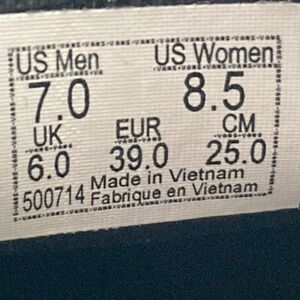 US Men US Women
7.0 8.5
UK EUR CM
6.0 39.0 25.0
500714 Made in Vietnam
Fabrique en Vietnam